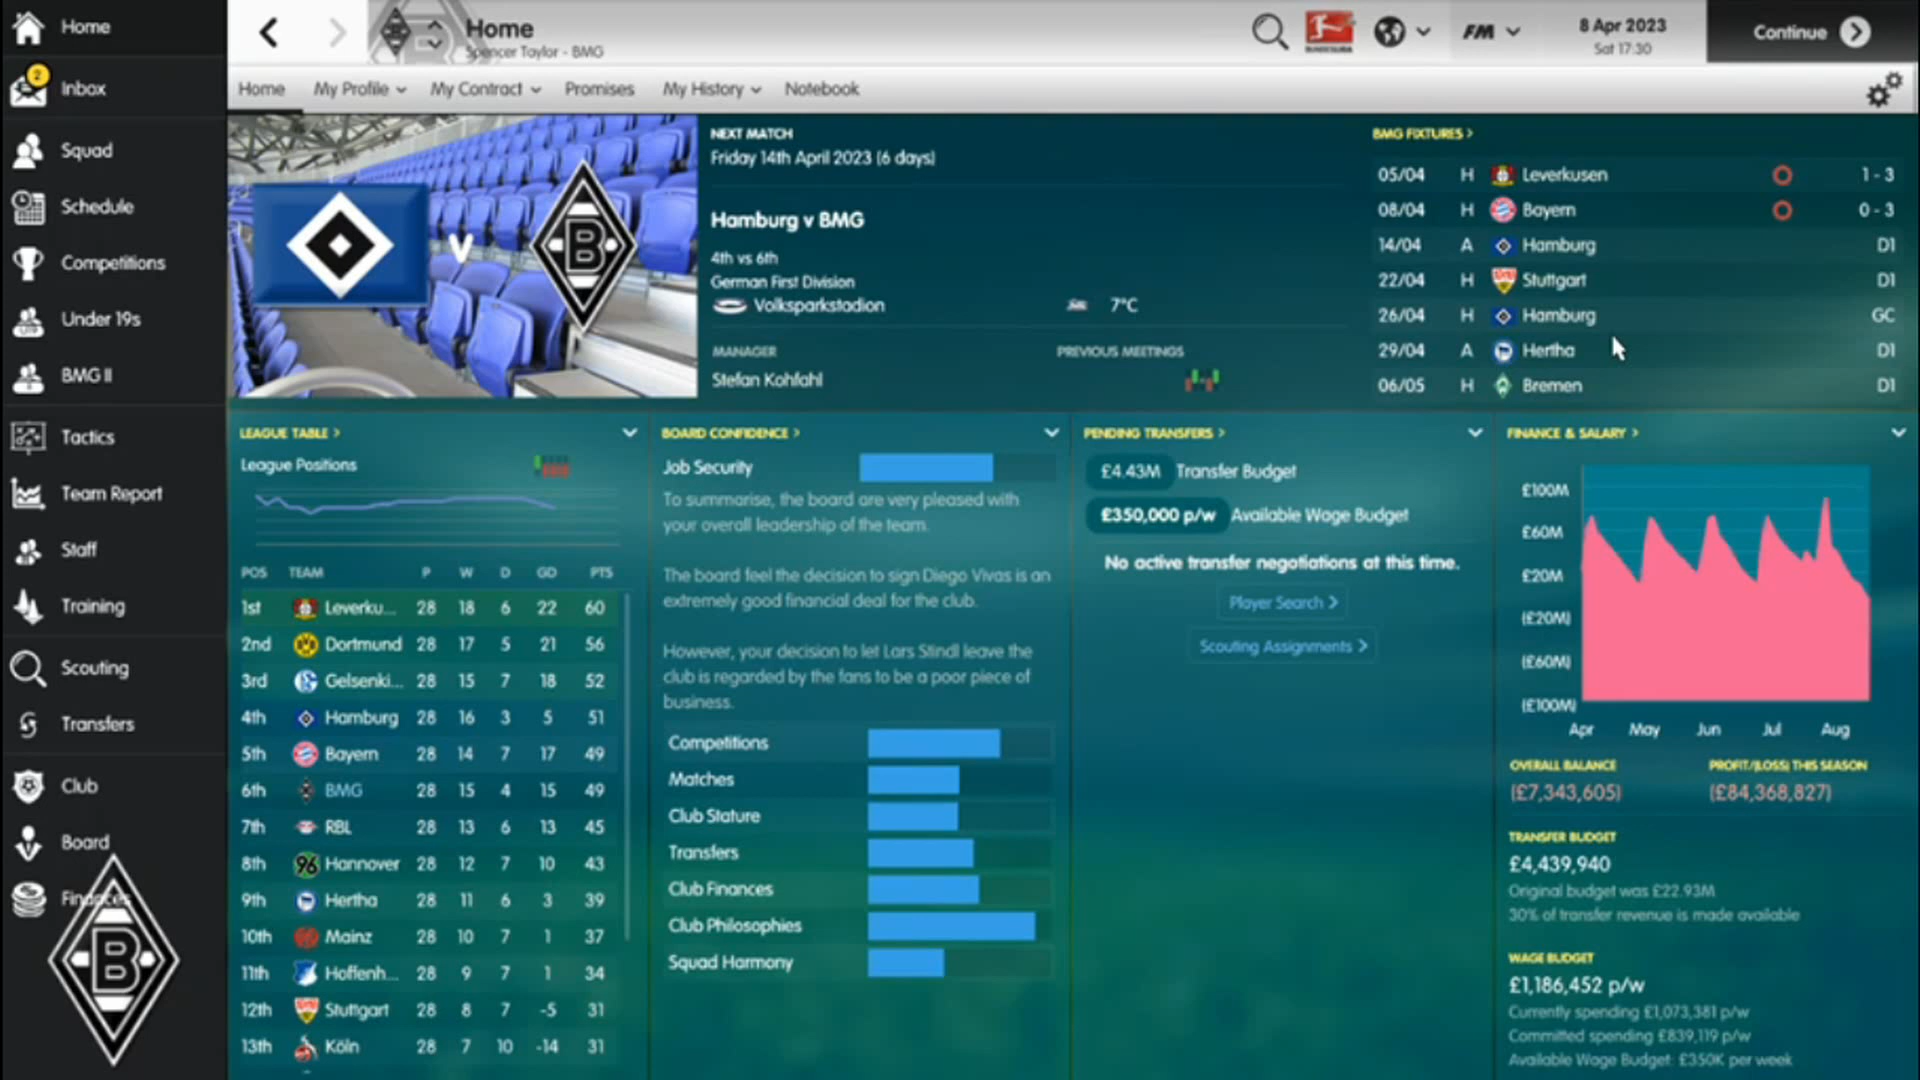 Home
2
Inbox
Squad
Schedule
Competitions
Under 19s
BMG II
Tactics
Team Report
Staff
Training
Scouting
Transfers
Club
Board
Finances
Home
Spencer Taylor - BMG
BUNDESLIGA
FM
8 Apr 2023
Sat 17:30
Continue
Home My Profile My Contract Promises My History Notebook
V
NEXT MATCH
Friday 14th April 2023 (6 days)
Hamburg v BMG
4th vs 6th
German First Division
Volksparkstadion 7°C
MANAGER PREVIOUS MEETINGS
Stefan Kohfahl
BMG FIXTURES >
05/04 H Leverkusen 1 - 3
08/04 H Bayern 0 - 3
14/04 A Hamburg D1
22/04 H Stuttgart D1
26/04 H Hamburg GC
29/04 A Hertha D1
06/05 H Bremen D1
LEAGUE TABLE >
League Positions
POS TEAM P W D GD PTS
1st Leverku... 28 18 6 22 60
2nd Dortmund 28 17 5 21 56
3rd Gelsenki... 28 15 7 18 52
4th Hamburg 28 16 3 5 51
5th Bayern 28 14 7 17 49
6th BMG 28 15 4 15 49
7th RBL 28 13 6 13 45
8th Hannover 28 12 7 10 43
9th Hertha 28 11 6 3 39
10th Mainz 28 10 7 1 37
11th Hoffenh... 28 9 7 1 34
12th Stuttgart 28 8 7 -5 31
13th Köln 28 7 10 -14 31
BOARD CONFIDENCE >
Job Security
To summarise, the board are very pleased with
your overall leadership of the team.
The board feel the decision to sign Diego Vivas is an
extremely good financial deal for the club.
However, your decision to let Lars Stindl leave the
club is regarded by the fans to be a poor piece of
business.
Competitions
Matches
Club Stature
Transfers
Club Finances
Club Philosophies
Squad Harmony
PENDING TRANSFERS >
£4.43M Transfer Budget
£350,000 p/w Available Wage Budget
No active transfer negotiations at this time.
Player Search >
Scouting Assignments >
FINANCE & SALARY >
£100M
£60M
£20M
(£20M)
(£60M)
(£100M)
Apr May Jun Jul Aug
OVERALL BALANCE PROFIT/(LOSS) THIS SEASON
(£7,343,605) (£84,368,827)
TRANSFER BUDGET
£4,439,940
Original budget was £22.93M
30% of transfer revenue is made available
WAGE BUDGET
£1,186,452 p/w
Currently spending £1,073,381 p/w
Committed spending £839,119 p/w
Available Wage Budget: £350K per week